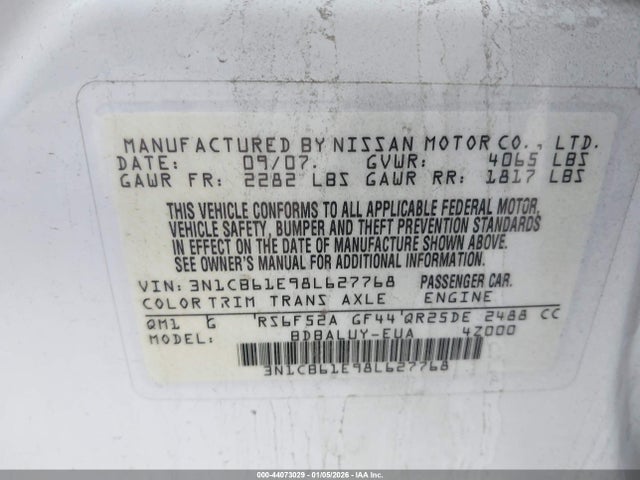 MANUFACTURED BY NISSAN MOTOR CO., LTD.
DATE: 09/07. GVWR: 4065 LBS
GAWR FR: 2282 LBS GAWR RR: 1817 LBS
THIS VEHICLE CONFORMS TO ALL APPLICABLE FEDERAL MOTOR
VEHICLE SAFETY, BUMPER AND THEFT PREVENTION STANDARDS
IN EFFECT ON THE DATE OF MANUFACTURE SHOWN ABOVE.
SEE OWNER'S MANUAL FOR ADDITIONAL INFORMATION.
VIN: 3N1CB61E98L627768 PASSENGER CAR.
COLOR TRIM TRANS AXLE ENGINE
QM1 G RS6F52A GF44 QR25DE 2488 CC
MODEL: BDBALUY-EUA 4Z000
3N1CB61E98L627768
000-44073029 | 01/05/2026 | IAA Inc.